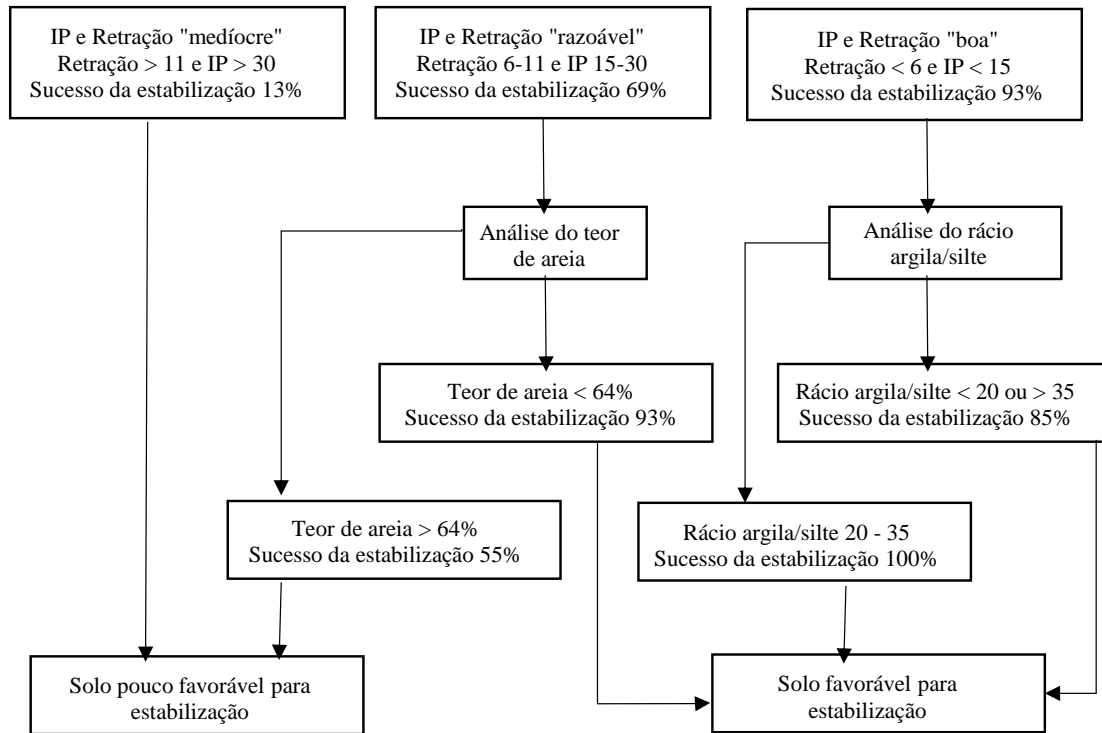 IP e Retração "medíocre"
Retração > 11 e IP > 30
Sucesso da estabilização 13%
IP e Retração "razoável"
Retração 6-11 e IP 15-30
Sucesso da estabilização 69%
IP e Retração "boa"
Retração < 6 e IP < 15
Sucesso da estabilização 93%
Análise do teor
de areia
Análise do rácio
argila/silte
Teor de areia < 64%
Sucesso da estabilização 93%
Rácio argila/silte < 20 ou > 35
Sucesso da estabilização 85%
Teor de areia > 64%
Sucesso da estabilização 55%
Rácio argila/silte 20 - 35
Sucesso da estabilização 100%
Solo pouco favorável para
estabilização
Solo favorável para
estabilização